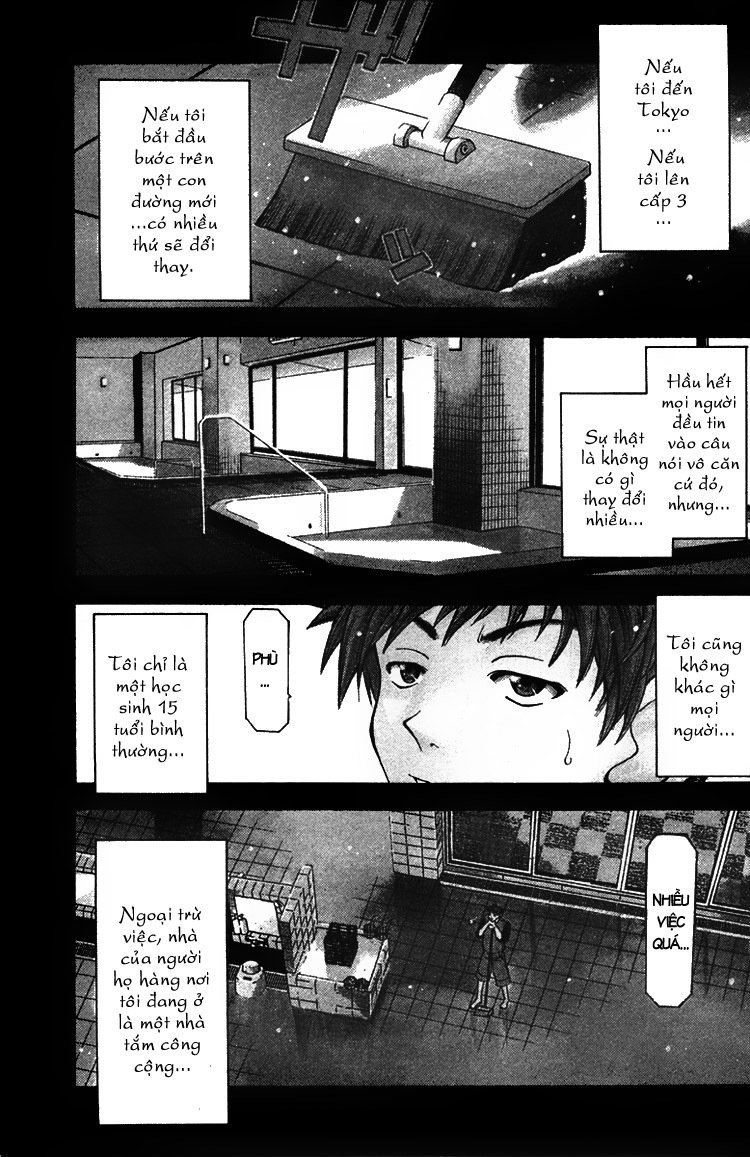 Nếu
tôi đến
Tokyo
...
Nếu
tôi lên
cấp 3
...
Nếu tôi
bắt đầu
bước trên
một con
đường mới
...có nhiều
thứ sẽ đổi
thay.
Hầu hết
mọi người
đều tin
vào câu
nói vô căn
cứ đó,
nhưng...
Sự thật
là không
có gì
thay đổi
nhiều...
Tôi cũng
không
khác gì
mọi
người...
PHÙ
...
Tôi chỉ là
một học
sinh 15
tuổi bình
thường...
NHIỀU
VIỆC
QUÁ...
Ngoại trừ
việc, nhà
của người
họ hàng nơi
tôi đang ở
là một nhà
tắm công
cộng...